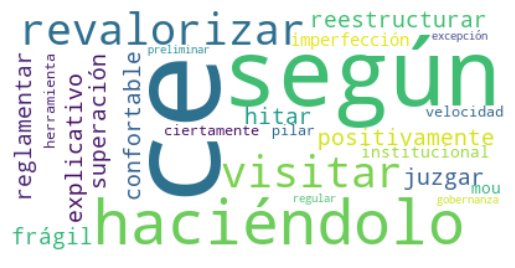 revalorizar
reestructurar
imperfección
excepción
preliminar
ce
según
herramienta
reglamentar
explicativo
superación
confortable
hitar
velocidad
ciertamente
pilar
positivamente
institucional
visitar
juzgar
mou
regular
gobernanza
haciéndolo
frágil